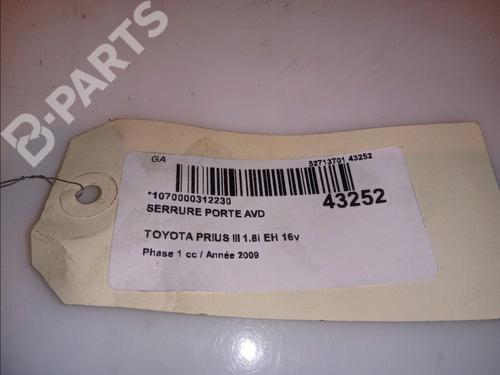 B-PARTS
GA
52713701 43252
*1070000312230
43252
SERRURE PORTE AVD
TOYOTA PRIUS III 1.8i EH 16v
Phase 1 cc / Année 2009